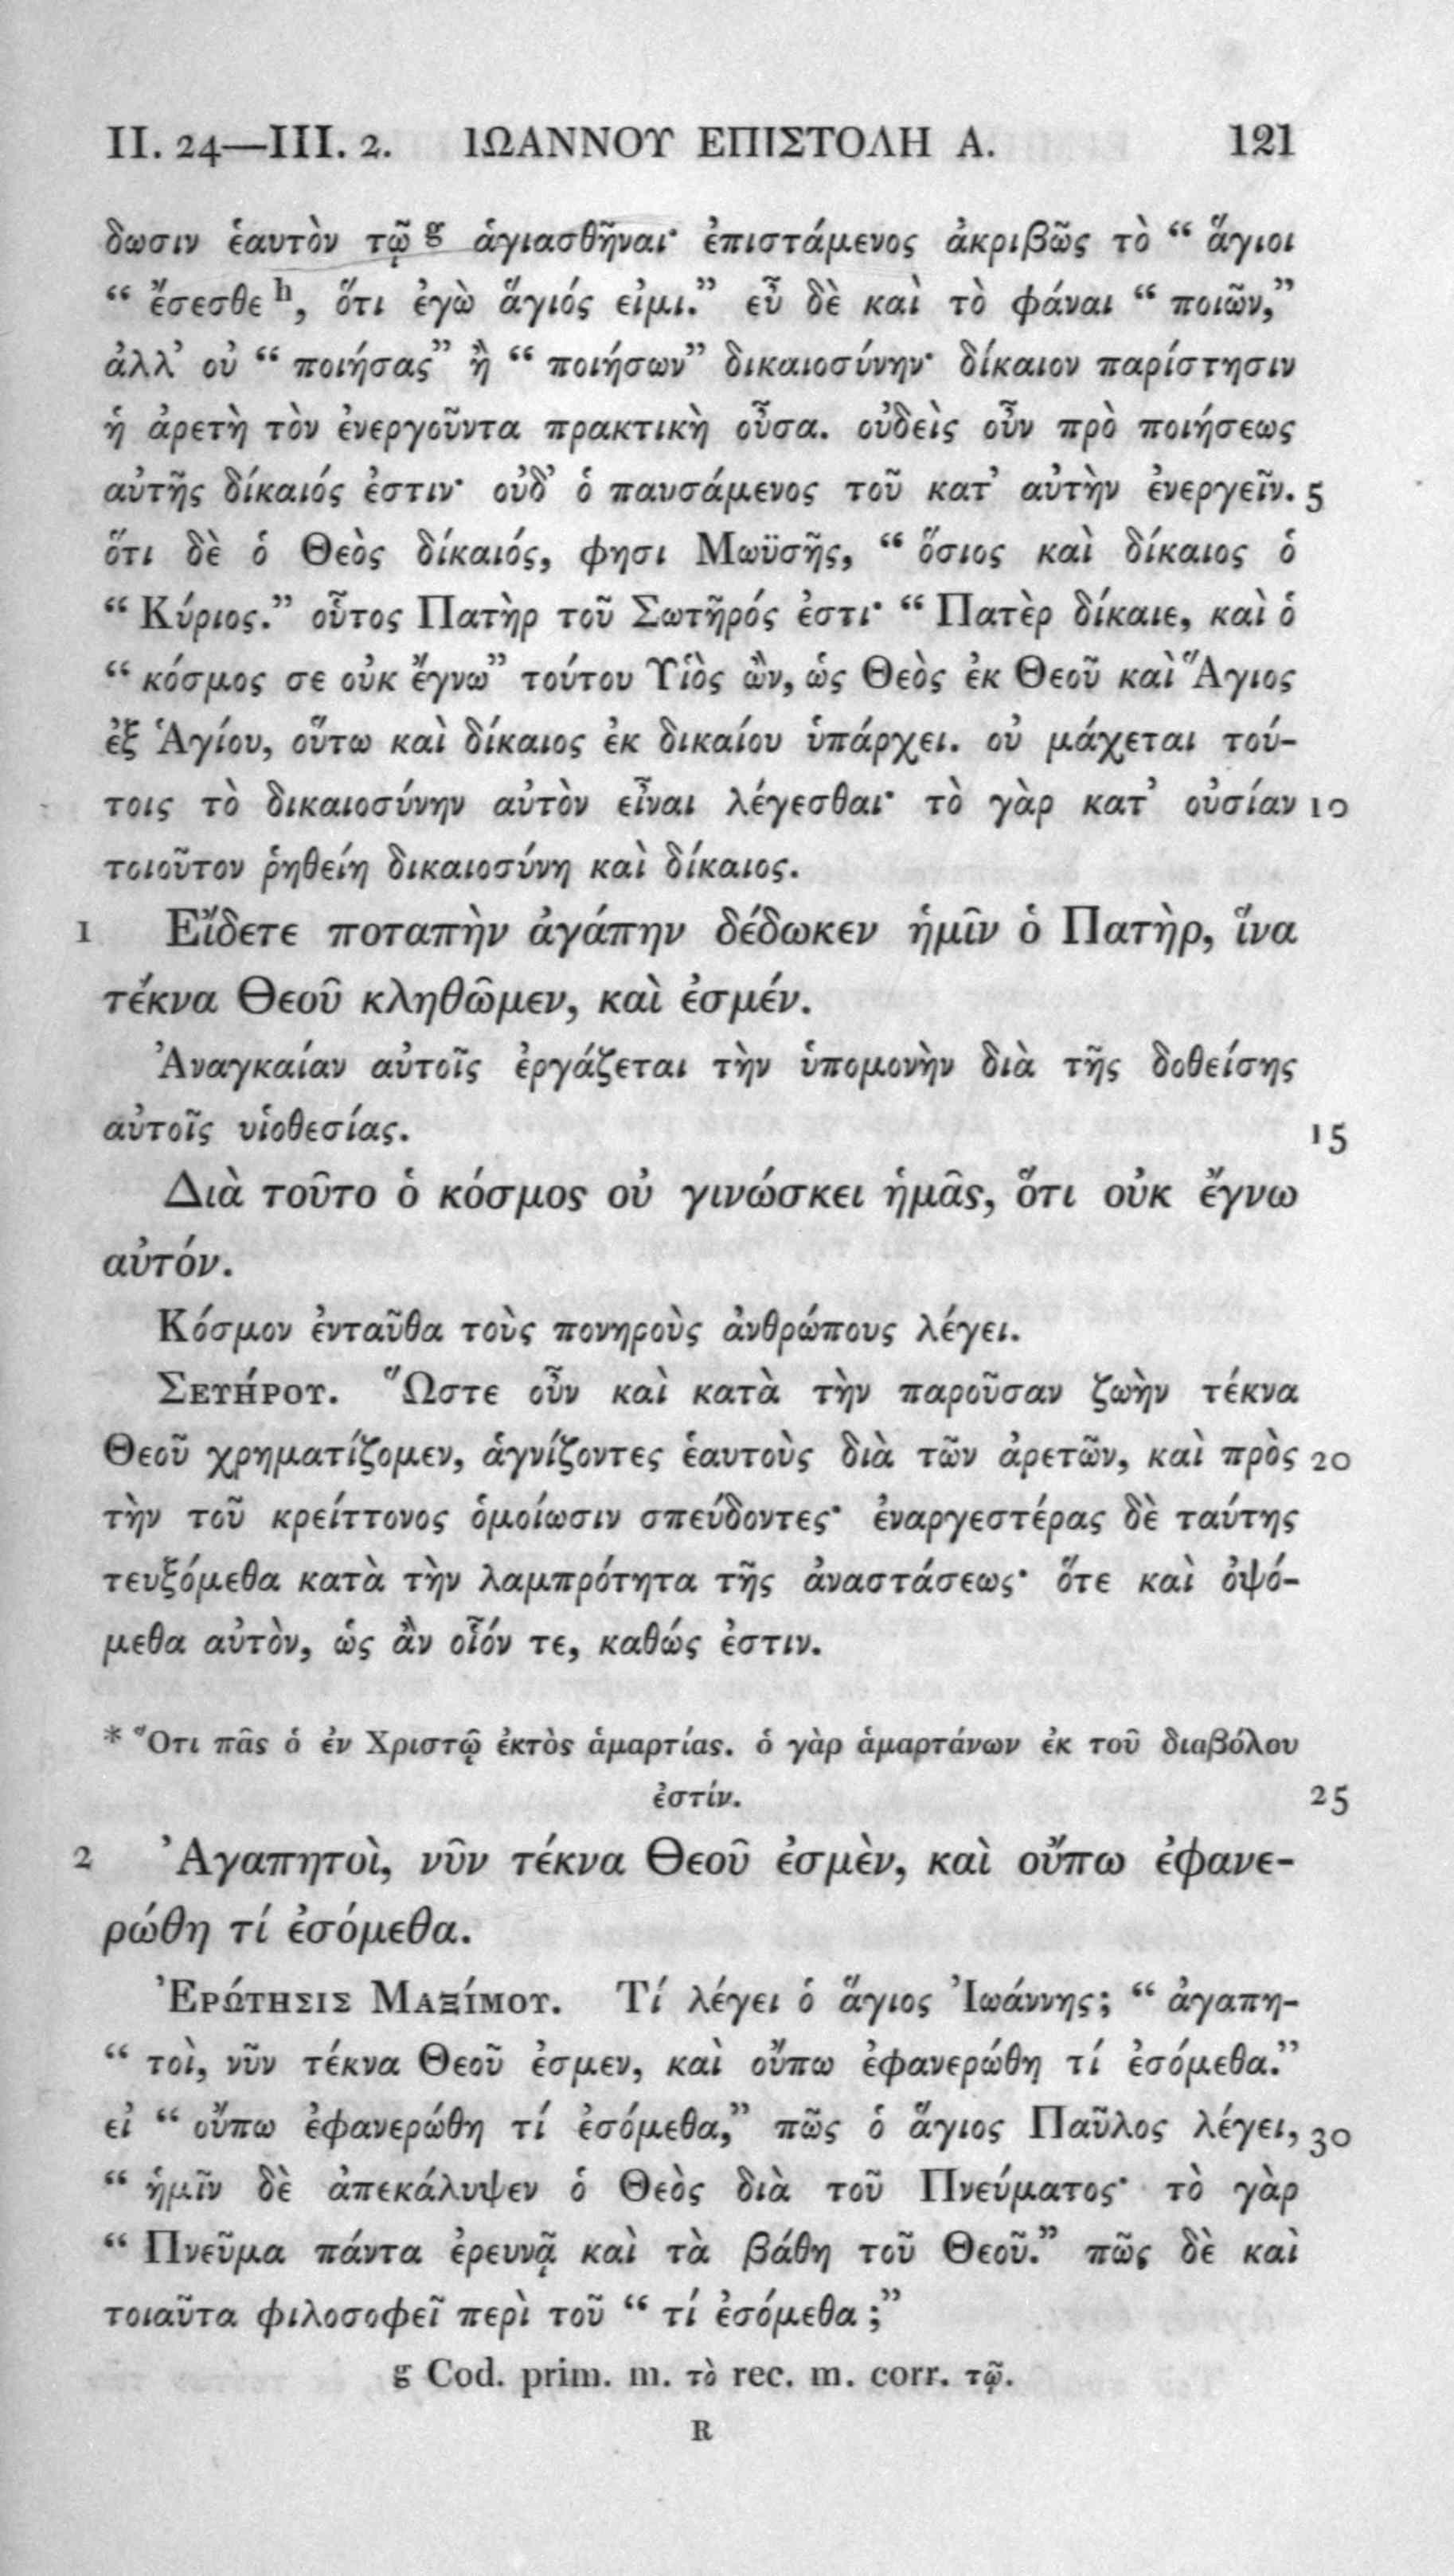 II. 24—III. 2. ΙΩΑΝΝΟΥ ΕΠΙΣΤΟΛΗ Α. 121
δωσιν ἑαυτὸν τῷ g ἁγιασθῆναι· ἐπιστάμενος ἀκριβῶς τὸ “ ἅγιοι
“ ἔσεσθε h, ὅτι ἐγὼ ἅγιός εἰμι.” εὖ δὲ καὶ τὸ φάναι “ ποιῶν,”
ἀλλ’ οὐ “ ποιήσας” ἢ “ ποιήσων” δικαιοσύνην· δίκαιον παρίστησιν
ἡ ἀρετὴ τὸν ἐνεργοῦντα πρακτικὴ οὖσα. οὐδεὶς οὖν πρὸ ποιήσεως
αὐτῆς δίκαιός ἐστιν· οὐδ’ ὁ παυσάμενος τοῦ κατ’ αὐτὴν ἐνεργεῖν. 5
ὅτι δὲ ὁ Θεὸς δίκαιός, φησι Μωϋσῆς, “ ὅσιος καὶ δίκαιος ὁ
“ Κύριος.” οὗτος Πατὴρ τοῦ Σωτῆρός ἐστι· “ Πατὲρ δίκαιε, καὶ ὁ
“ κόσμος σε οὐκ ἔγνω” τούτου Υἱὸς ὢν, ὡς Θεὸς ἐκ Θεοῦ καὶ Ἅγιος
ἐξ Ἁγίου, οὕτω καὶ δίκαιος ἐκ δικαίου ὑπάρχει. οὐ μάχεται τού-
τοις τὸ δικαιοσύνην αὐτὸν εἶναι λέγεσθαι· τὸ γὰρ κατ’ οὐσίαν 10
τοιοῦτον ῥηθείη δικαιοσύνη καὶ δίκαιος.
1 Εἴδετε ποταπὴν ἀγάπην δέδωκεν ἡμῖν ὁ Πατὴρ, ἵνα
τέκνα Θεοῦ κληθῶμεν, καὶ ἐσμέν.
Ἀναγκαίαν αὐτοῖς ἐργάζεται τὴν ὑπομονὴν διὰ τῆς δοθείσης
αὐτοῖς υἱοθεσίας. 15
Διὰ τοῦτο ὁ κόσμος οὐ γινώσκει ἡμᾶς, ὅτι οὐκ ἔγνω
αὐτόν.
Κόσμον ἐνταῦθα τοὺς πονηροὺς ἀνθρώπους λέγει.
ΣΕΥΉΡΟΥ. Ὥστε οὖν καὶ κατὰ τὴν παροῦσαν ζωὴν τέκνα
Θεοῦ χρηματίζομεν, ἁγνίζοντες ἑαυτοὺς διὰ τῶν ἀρετῶν, καὶ πρὸς 20
τὴν τοῦ κρείττονος ὁμοίωσιν σπεύδοντες· ἐναργεστέρας δὲ ταύτης
τευξόμεθα κατὰ τὴν λαμπρότητα τῆς ἀναστάσεως· ὅτε καὶ ὀψό-
μεθα αὐτὸν, ὡς ἂν οἷόν τε, καθώς ἐστιν.
* Ὅτι πᾶς ὁ ἐν Χριστῷ ἐκτὸς ἁμαρτίας. ὁ γὰρ ἁμαρτάνων ἐκ τοῦ διαβόλου
ἐστίν. 25
2 Ἀγαπητοὶ, νῦν τέκνα Θεοῦ ἐσμὲν, καὶ οὔπω ἐφανε-
ρώθη τί ἐσόμεθα.
ἘΡΏΤΗΣΙΣ ΜΑΞΊΜΟΥ. Τί λέγει ὁ ἅγιος Ἰωάννης; “ ἀγαπη-
“ τοὶ, νῦν τέκνα Θεοῦ ἐσμεν, καὶ οὔπω ἐφανερώθη τί ἐσόμεθα.”
εἰ “ οὔπω ἐφανερώθη τί ἐσόμεθα,” πῶς ὁ ἅγιος Παῦλος λέγει, 30
“ ἡμῖν δὲ ἀπεκάλυψεν ὁ Θεὸς διὰ τοῦ Πνεύματος· τὸ γὰρ
“ Πνεῦμα πάντα ἐρευνᾷ καὶ τὰ βάθη τοῦ Θεοῦ.” πῶς δὲ καὶ
τοιαῦτα φιλοσοφεῖ περὶ τοῦ “ τί ἐσόμεθα ;”
g Cod. prim. m. τὸ rec. m. corr. τῷ.
R